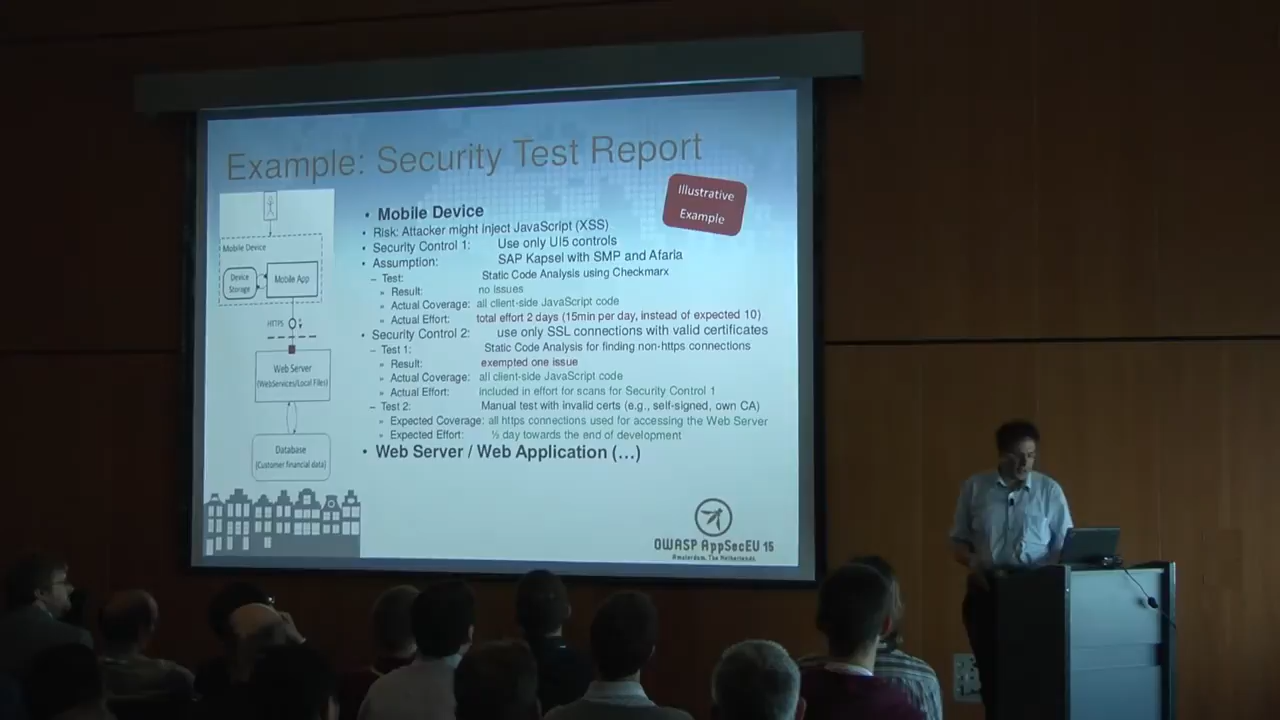 Example: Security Test Report
Illustrative
Example
Mobile Device
Device
Storage
Mobile App
HTTPS
Web Server
(WebServices/Local Files)
Database
(Customer financial data)
• Mobile Device
• Risk: Attacker might inject JavaScript (XSS)
• Security Control 1: Use only UI5 controls
• Assumption: SAP Kapsel with SMP and Afaria
– Test: Static Code Analysis using Checkmarx
» Result: no issues
» Actual Coverage: all client-side JavaScript code
» Actual Effort: total effort 2 days (15min per day, instead of expected 10)
• Security Control 2: use only SSL connections with valid certificates
– Test 1: Static Code Analysis for finding non-https connections
» Result: exempted one issue
» Actual Coverage: all client-side JavaScript code
» Actual Effort: included in effort for scans for Security Control 1
– Test 2: Manual test with invalid certs (e.g., self-signed, own CA)
» Expected Coverage: all https connections used for accessing the Web Server
» Expected Effort: ½ day towards the end of development
• Web Server / Web Application (…)
OWASP AppSecEU 15
Amsterdam, The Netherlands